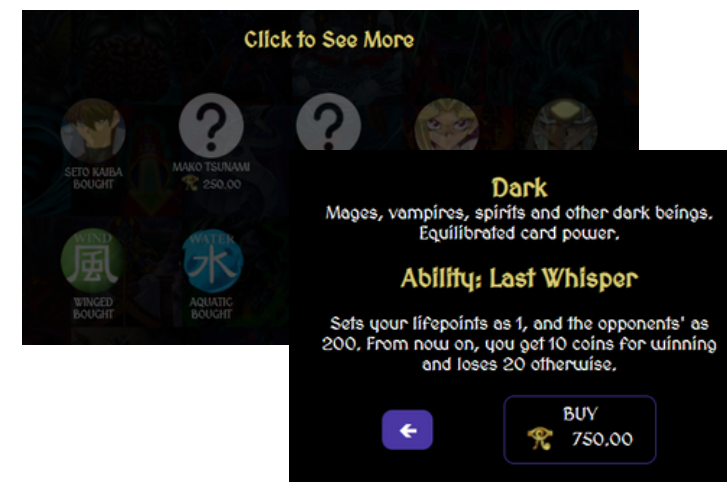 Click to See More
SETO KAIBA
BOUGHT
MAKO TSUNAMI
250,00
WIND
風
WINGED
BOUGHT
WATER
水
AQUATIC
BOUGHT
Dark
Mages, vampires, spirits and other dark beings.
Equilibrated card power.
Ability: Last Whisper
Sets your lifepoints as 1, and the opponents' as
200. From now on, you get 10 coins for winning
and loses 20 otherwise.
BUY
750,00